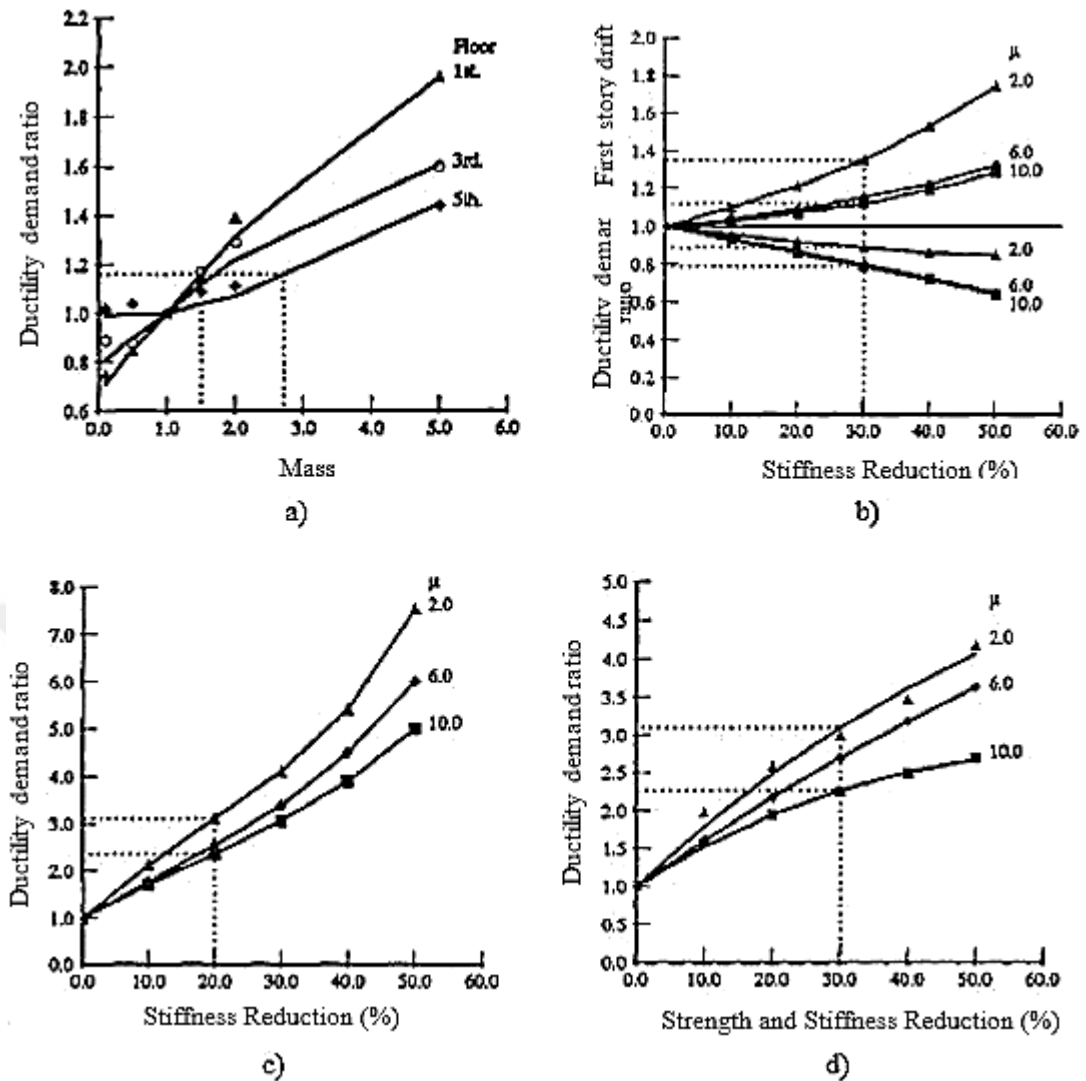 2.2
2.0
1.8
1.6
1.4
1.2
1.0
0.8
0.6
Ductility demand ratio
Floor
1st.
3rd.
5th.
0.0 1.0 2.0 3.0 4.0 5.0 6.0
Mass
a)
2.0
1.8
1.6
1.4
1.2
1.0
0.8
0.6
0.4
0.2
0.0
First story drift
Ductility demar
ratio
μ
2.0
6.0
10.0
2.0
6.0
10.0
0.0 10.0 20.0 30.0 40.0 50.0 60.0
Stiffness Reduction (%)
b)
8.0
7.0
6.0
5.0
4.0
3.0
2.0
1.0
0.0
Ductility demand ratio
μ
2.0
6.0
10.0
0.0 10.0 20.0 30.0 40.0 50.0 60.0
Stiffness Reduction (%)
c)
5.0
4.5
4.0
3.5
3.0
2.5
2.0
1.5
1.0
0.5
0.0
Ductility demand ratio
μ
2.0
6.0
10.0
0.0 10.0 20.0 30.0 40.0 50.0 60.0
Strength and Stiffness Reduction (%)
d)